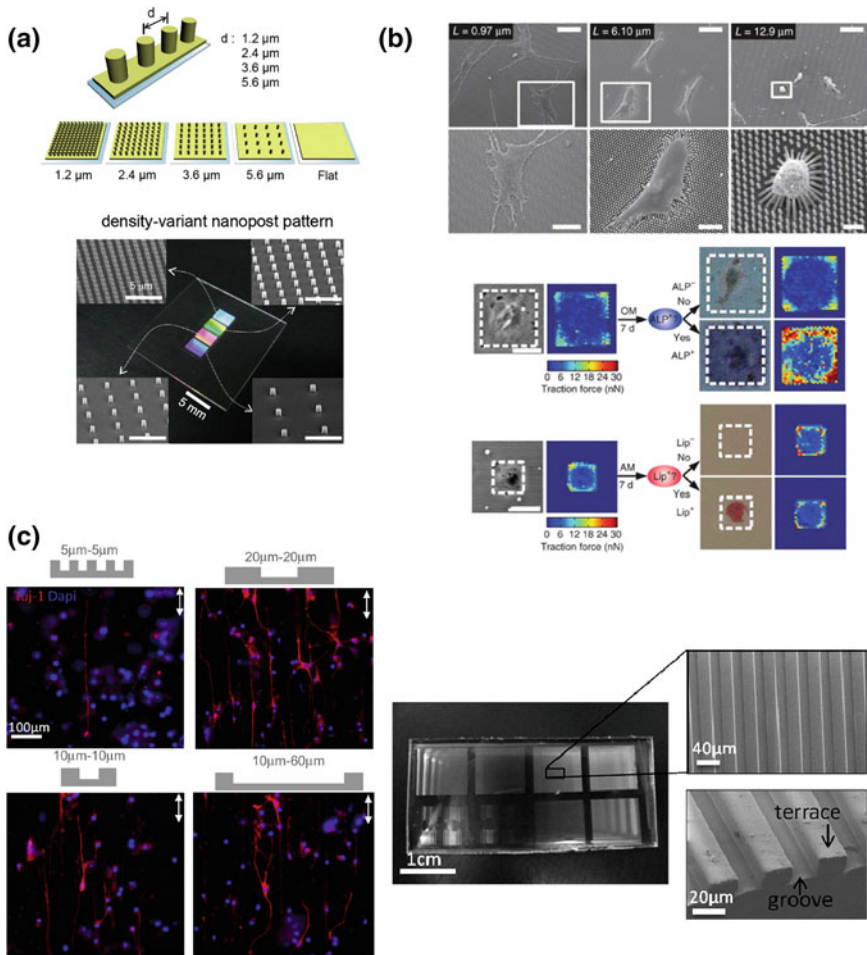 (a)
d
d : 1.2 µm
2.4 µm
3.6 µm
5.6 µm
1.2 µm
2.4 µm
3.6 µm
5.6 µm
Flat
density-variant nanopost pattern
5 µm
5 mm
(b)
L = 0.97 µm
L = 6.10 µm
L = 12.9 µm
OM
7 d
ALP⁺?
ALP⁻
No
Yes
ALP⁺
0 6 12 18 24 30
Traction force (nN)
AM
7 d
Lip⁺?
Lip⁻
No
Yes
Lip⁺
0 6 12 18 24 30
Traction force (nN)
(c)
5µm-5µm
20µm-20µm
Tuj-1 Dapi
100µm
10µm-10µm
10µm-60µm
1cm
40µm
terrace
groove
20µm